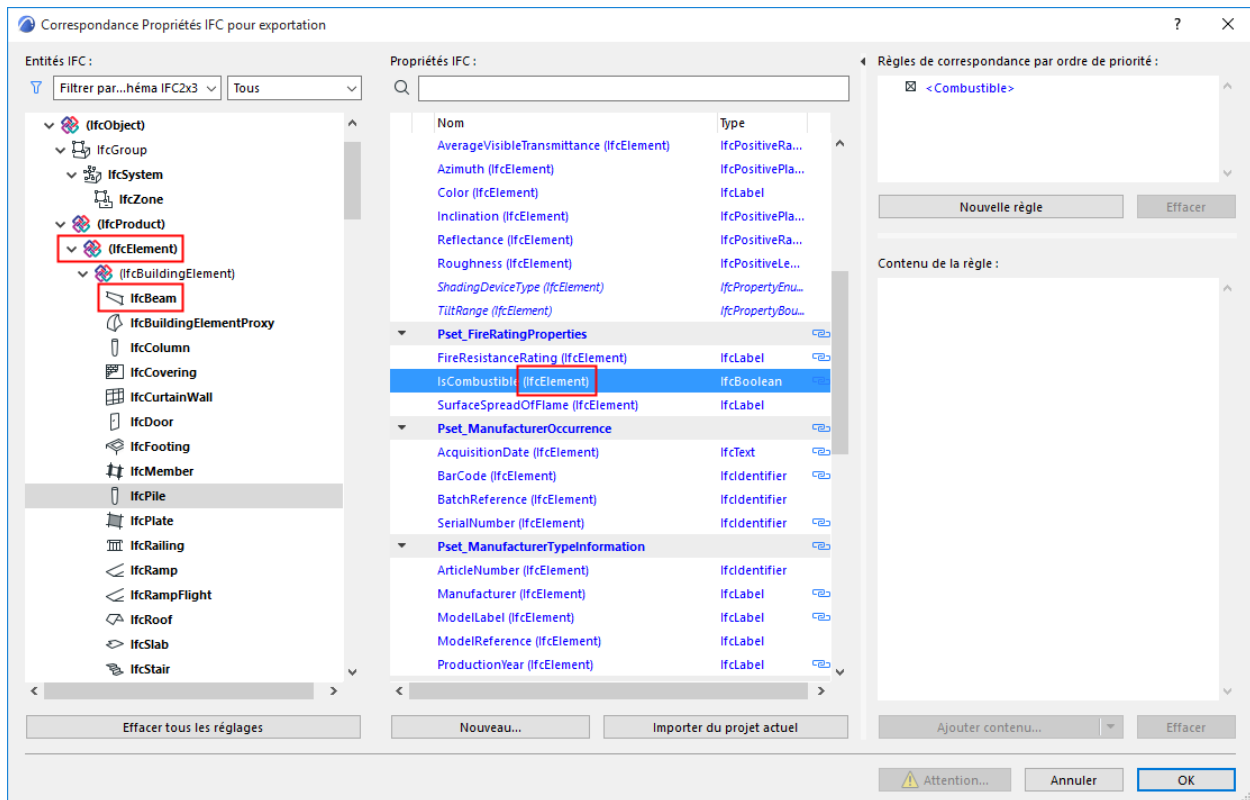 Correspondance Propriétés IFC pour exportation
?
Entités IFC :
Filtrer par...héma IFC2x3
Tous
(IfcObject)
IfcGroup
IfcSystem
IfcZone
(IfcProduct)
(IfcElement)
(IfcBuildingElement)
IfcBeam
IfcBuildingElementProxy
IfcColumn
IfcCovering
IfcCurtainWall
IfcDoor
IfcFooting
IfcMember
IfcPile
IfcPlate
IfcRailing
IfcRamp
IfcRampFlight
IfcRoof
IfcSlab
IfcStair
Effacer tous les réglages
Propriétés IFC :
Nom Type
AverageVisibleTransmittance (IfcElement) IfcPositiveRa...
Azimuth (IfcElement) IfcPositivePla...
Color (IfcElement) IfcLabel
Inclination (IfcElement) IfcPositivePla...
Reflectance (IfcElement) IfcPositiveRa...
Roughness (IfcElement) IfcPositiveLe...
ShadingDeviceType (IfcElement) IfcPropertyEnu...
TiltRange (IfcElement) IfcPropertyBou...
Pset_FireRatingProperties
FireResistanceRating (IfcElement) IfcLabel
IsCombustible (IfcElement) IfcBoolean
SurfaceSpreadOfFlame (IfcElement) IfcLabel
Pset_ManufacturerOccurrence
AcquisitionDate (IfcElement) IfcText
BarCode (IfcElement) IfcIdentifier
BatchReference (IfcElement) IfcIdentifier
SerialNumber (IfcElement) IfcIdentifier
Pset_ManufacturerTypeInformation
ArticleNumber (IfcElement) IfcIdentifier
Manufacturer (IfcElement) IfcLabel
ModelLabel (IfcElement) IfcLabel
ModelReference (IfcElement) IfcLabel
ProductionYear (IfcElement) IfcLabel
Nouveau...
Importer du projet actuel
Règles de correspondance par ordre de priorité :
<Combustible>
Nouvelle règle
Effacer
Contenu de la règle :
Ajouter contenu...
Effacer
Attention...
Annuler
OK